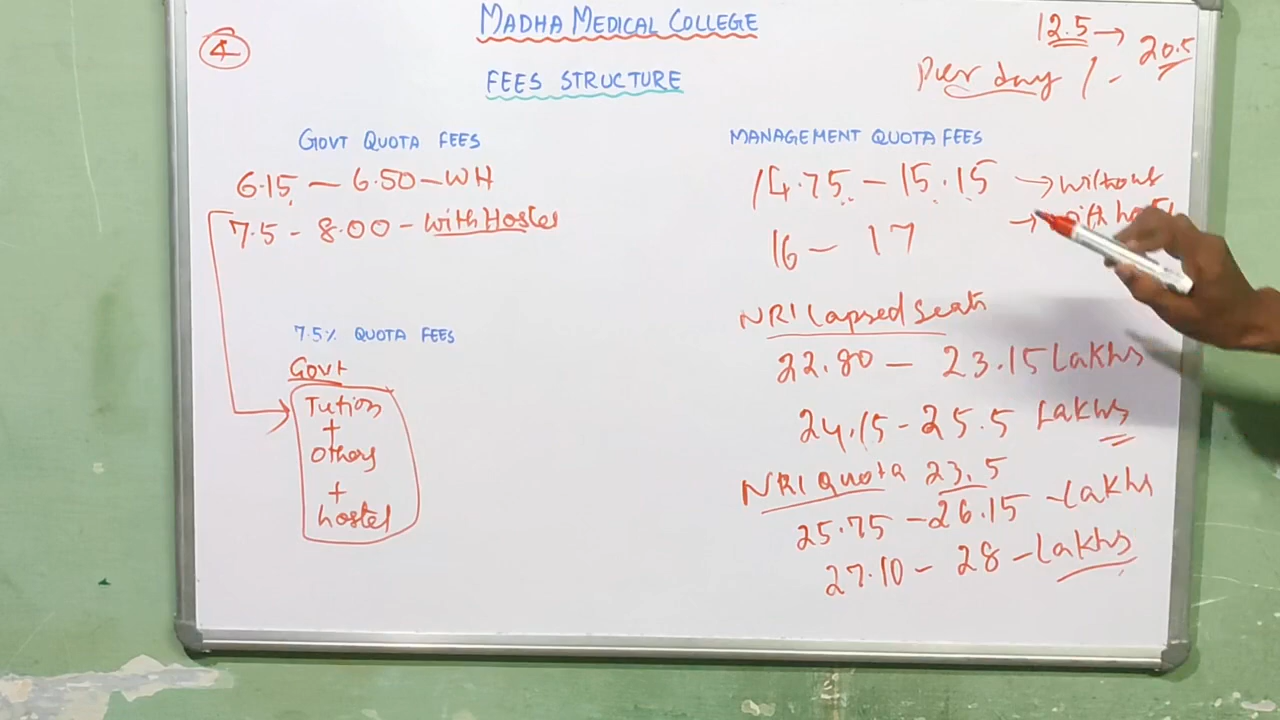 4
MADHA MEDICAL COLLEGE
FEES STRUCTURE
12.5 → 20.5
Per day / -
GOVT QUOTA FEES
6.15 — 6.50 – WH
7.5 – 8.00 – with Hostel
7.5% QUOTA FEES
Govt
Tution
+
others
+
hostel
MANAGEMENT QUOTA FEES
14.75 – 15.15 → without
16 – 17 → with hostel
NRI Lapsed Seats
22.80 – 23.15 Lakhs
24.15 – 25.5 Lakhs
NRI Quota 23.5
25.75 – 26.15 – Lakhs
27.10 – 28 – Lakhs